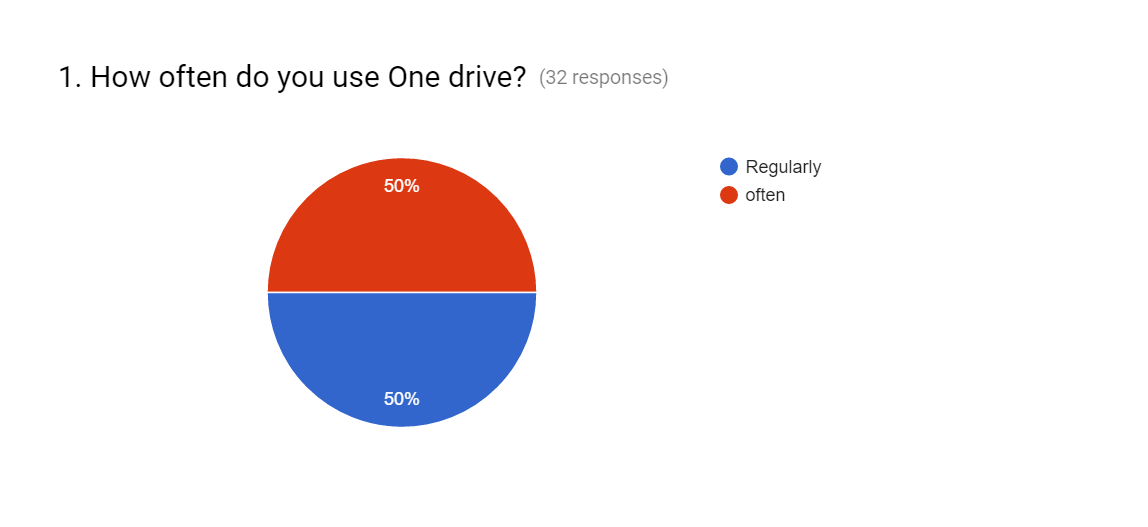 1. How often do you use One drive? (32 responses)
50%
50%
Regularly
often